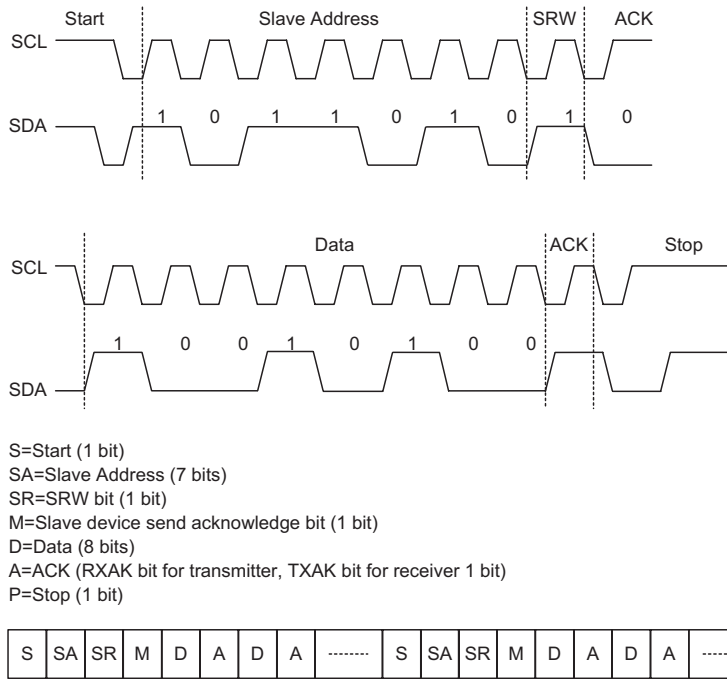 Start Slave Address SRW ACK
SCL
1 0 1 1 0 1 0 1 0
SDA
Data ACK Stop
SCL
1 0 0 1 0 1 0 0
SDA
S=Start (1 bit)
SA=Slave Address (7 bits)
SR=SRW bit (1 bit)
M=Slave device send acknowledge bit (1 bit)
D=Data (8 bits)
A=ACK (RXAK bit for transmitter, TXAK bit for receiver 1 bit)
P=Stop (1 bit)
S SA SR M D A D A -------- S SA SR M D A D A -----